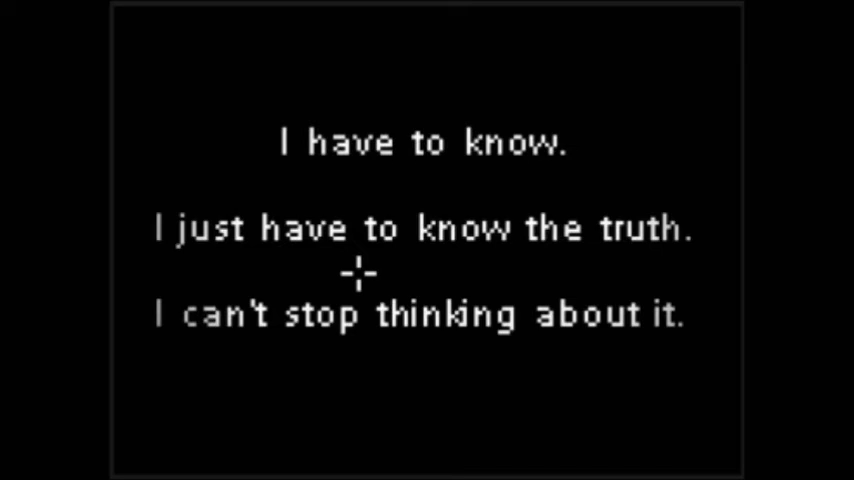 I have to know.
I just have to know the truth.
I can't stop thinking about it.